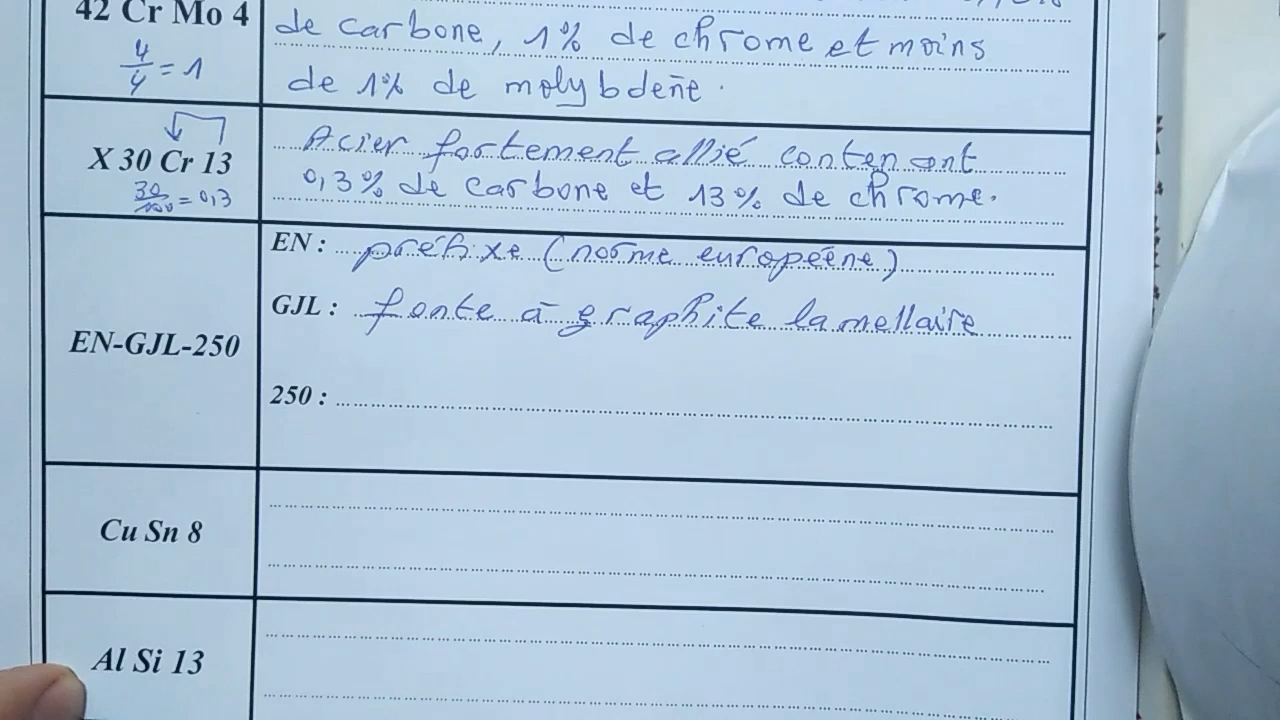 42 Cr Mo 4
4/4 = 1
de carbone, 1% de chrome et moins
de 1% de molybdēne.
X 30 Cr 13
30/100 = 0,3
Acier fortement allié contenant
0,3% de carbone et 13% de chrome.
EN-GJL-250
EN : préfixe (norme européene)
GJL : fonte à graphite lamellaire
250 :
Cu Sn 8
Al Si 13